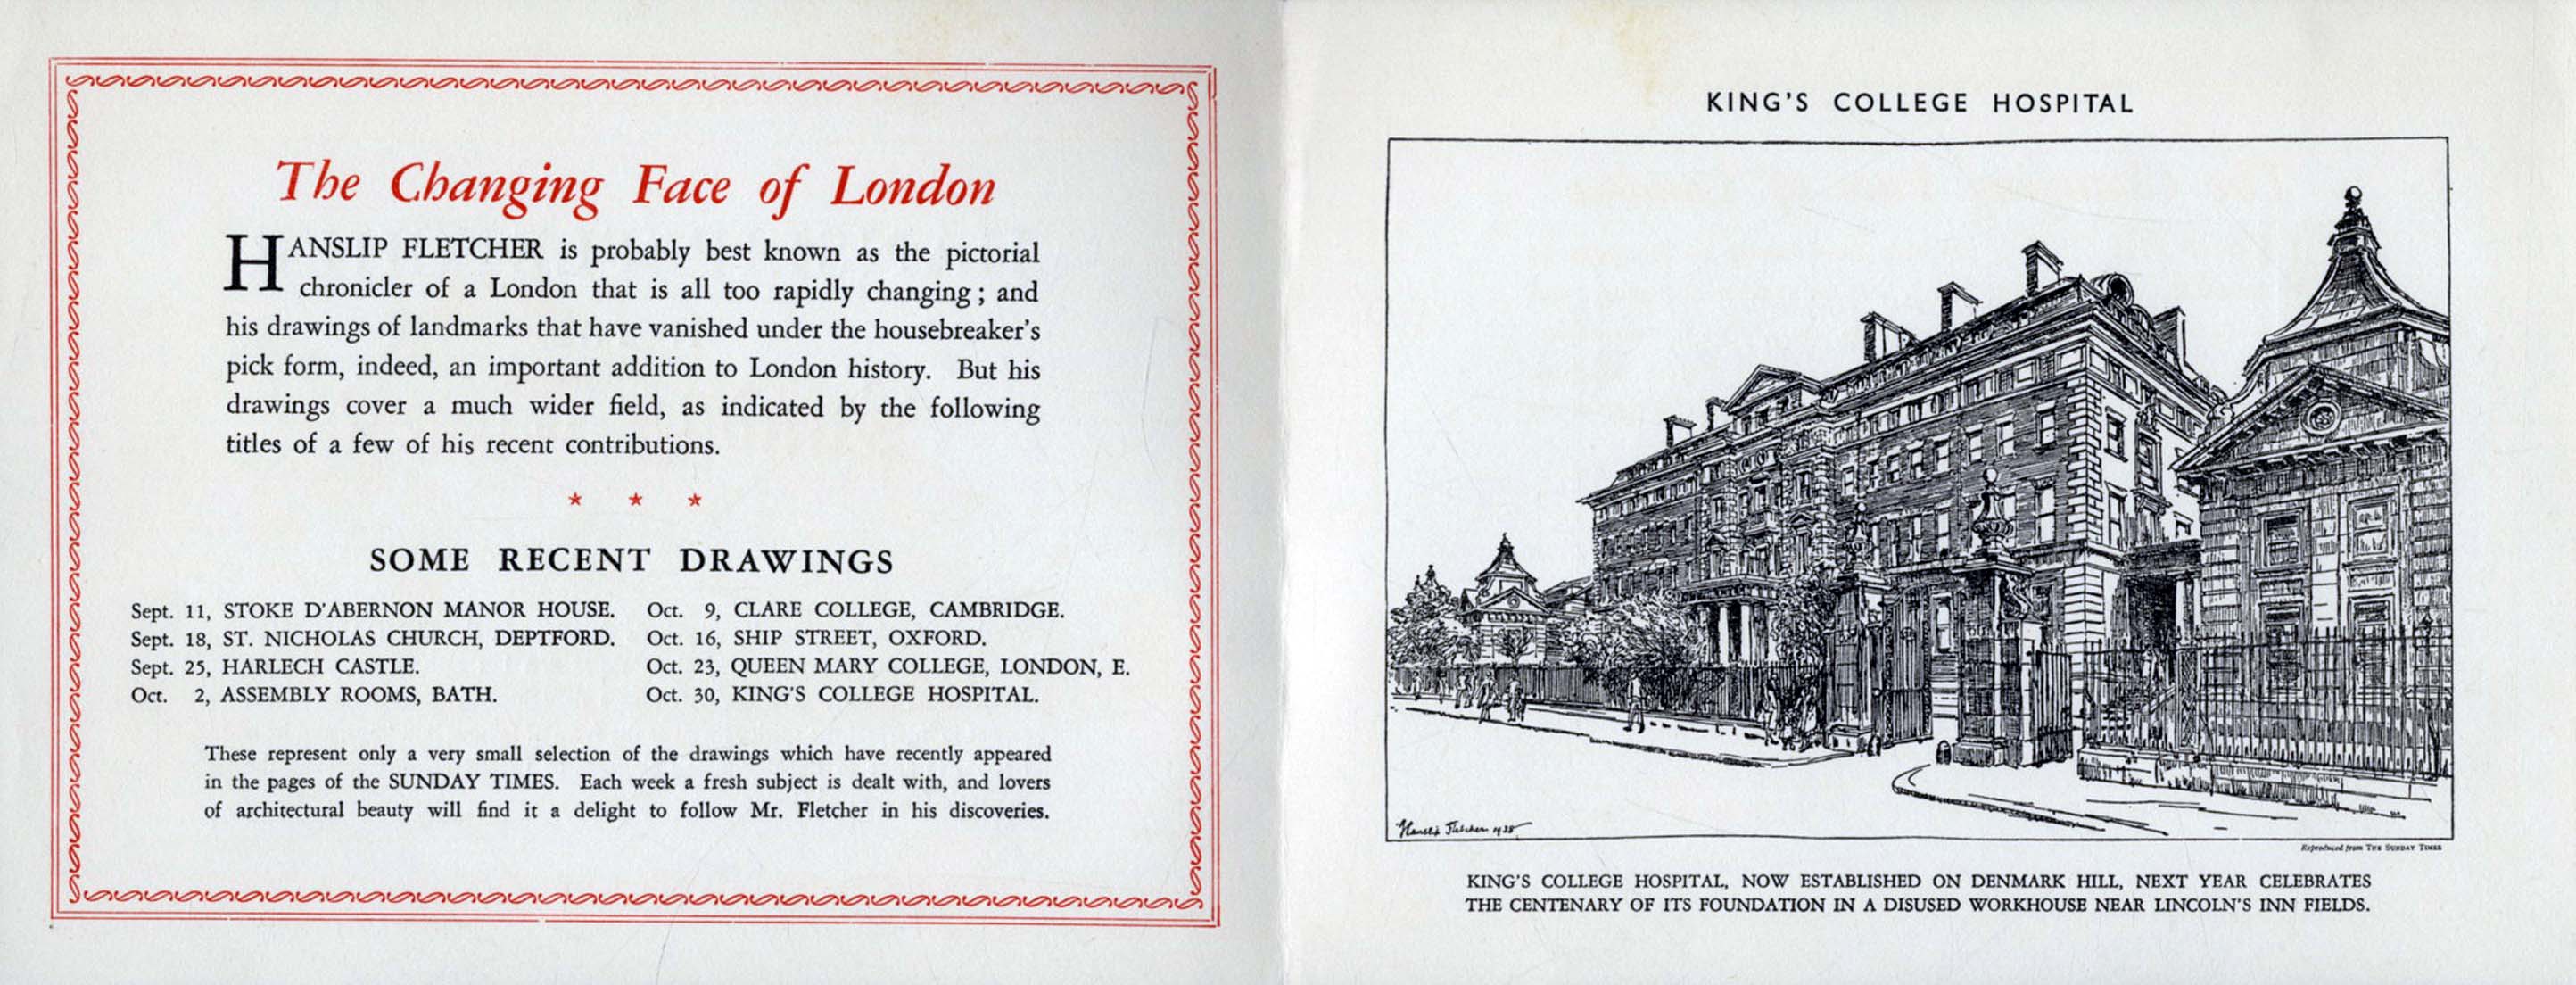 The Changing Face of London
HANSLIP FLETCHER is probably best known as the pictorial
chronicler of a London that is all too rapidly changing; and
his drawings of landmarks that have vanished under the housebreaker's
pick form, indeed, an important addition to London history. But his
drawings cover a much wider field, as indicated by the following
titles of a few of his recent contributions.
* * *
SOME RECENT DRAWINGS
Sept. 11, STOKE D'ABERNON MANOR HOUSE.
Sept. 18, ST. NICHOLAS CHURCH, DEPTFORD.
Sept. 25, HARLECH CASTLE.
Oct. 2, ASSEMBLY ROOMS, BATH.
Oct. 9, CLARE COLLEGE, CAMBRIDGE.
Oct. 16, SHIP STREET, OXFORD.
Oct. 23, QUEEN MARY COLLEGE, LONDON, E.
Oct. 30, KING'S COLLEGE HOSPITAL.
These represent only a very small selection of the drawings which have recently appeared
in the pages of the SUNDAY TIMES. Each week a fresh subject is dealt with, and lovers
of architectural beauty will find it a delight to follow Mr. Fletcher in his discoveries.
KING'S COLLEGE HOSPITAL
Hanslip Fletcher 1938
Reproduced from THE SUNDAY TIMES
KING'S COLLEGE HOSPITAL, NOW ESTABLISHED ON DENMARK HILL, NEXT YEAR CELEBRATES
THE CENTENARY OF ITS FOUNDATION IN A DISUSED WORKHOUSE NEAR LINCOLN'S INN FIELDS.